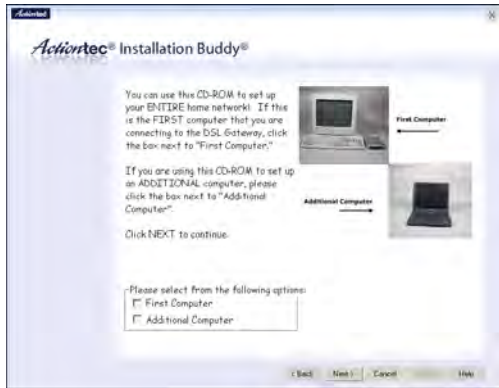 Actiontec
Actiontec® Installation Buddy®
You can use this CD-ROM to set up
your ENTIRE home network! If this
is the FIRST computer that you are
connecting to the DSL Gateway, click
the box next to "First Computer."
First Computer
If you are using this CD-ROM to set up
an ADDITIONAL computer, please
click the box next to "Additional
Computer".
Additional Computer
Click NEXT to continue.
Please select from the following options:
First Computer
Additional Computer
< Back Next > Cancel Help